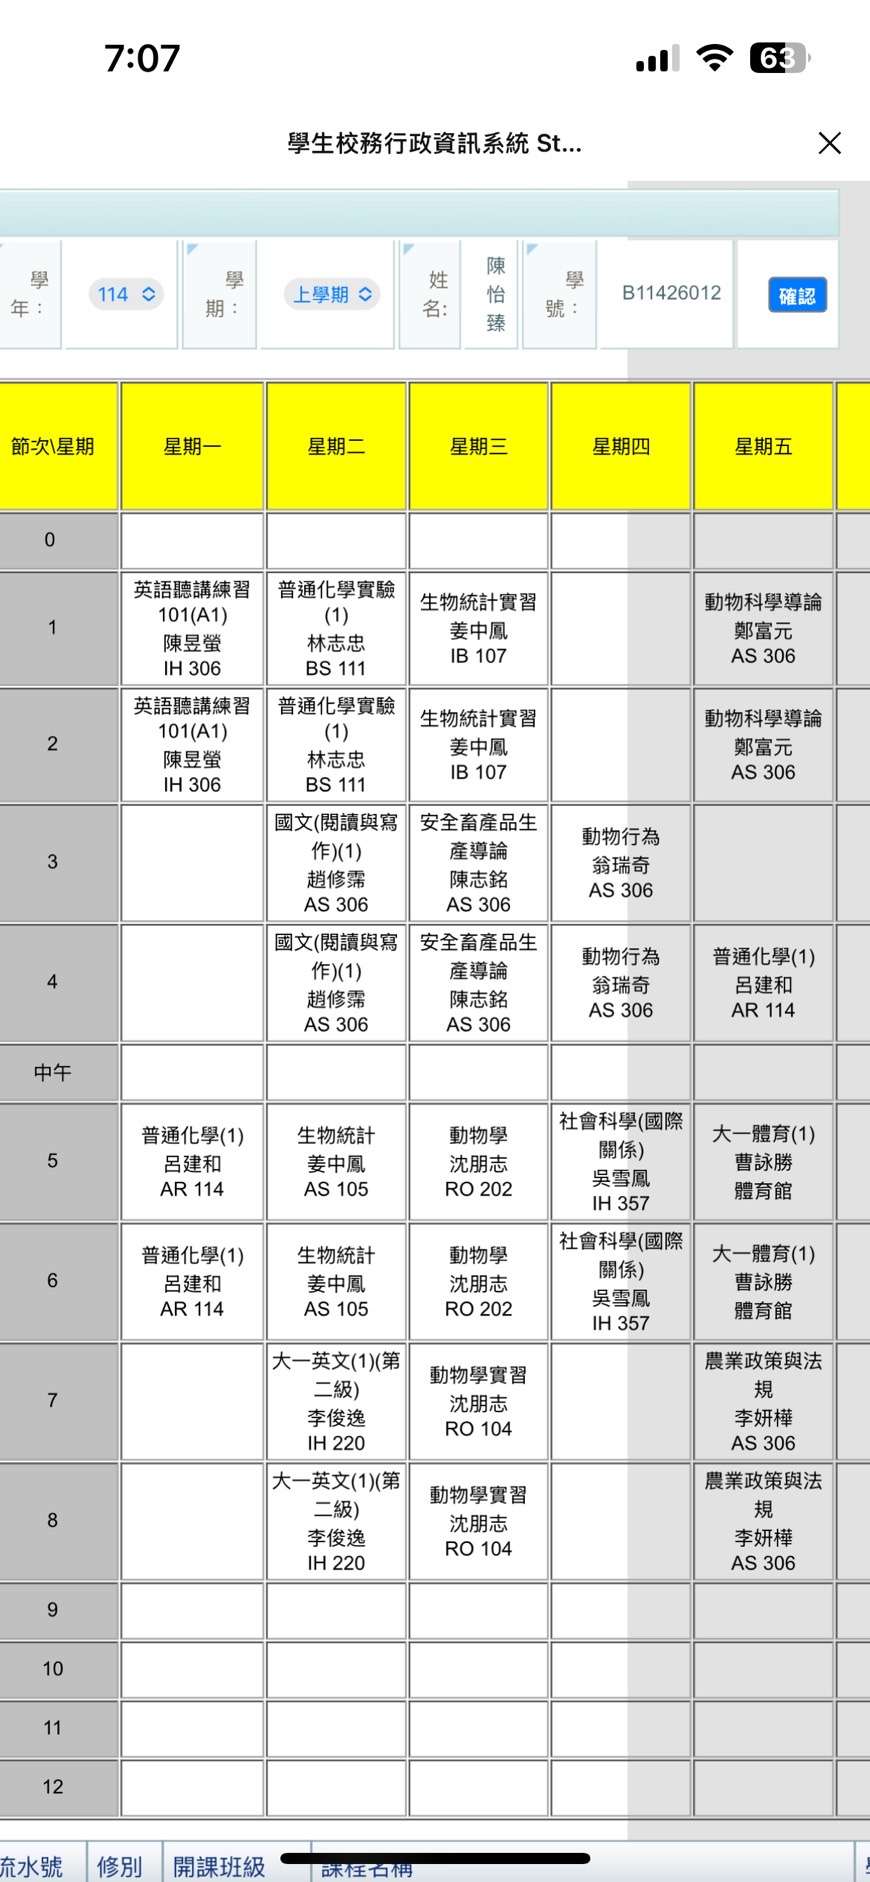 7:07
63
學生校務行政資訊系統 St...
學年：
114
學期：
上學期
姓名:
陳怡臻
學號：
B11426012
確認
節次\星期 星期一 星期二 星期三 星期四 星期五
0
1
英語聽講練習
101(A1)
陳昱螢
IH 306
普通化學實驗
(1)
林志忠
BS 111
生物統計實習
姜中鳳
IB 107
動物科學導論
鄭富元
AS 306
2
英語聽講練習
101(A1)
陳昱螢
IH 306
普通化學實驗
(1)
林志忠
BS 111
生物統計實習
姜中鳳
IB 107
動物科學導論
鄭富元
AS 306
3
國文(閱讀與寫
作)(1)
趙修霈
AS 306
安全畜產品生
產導論
陳志銘
AS 306
動物行為
翁瑞奇
AS 306
4
國文(閱讀與寫
作)(1)
趙修霈
AS 306
安全畜產品生
產導論
陳志銘
AS 306
動物行為
翁瑞奇
AS 306
普通化學(1)
呂建和
AR 114
中午
5
普通化學(1)
呂建和
AR 114
生物統計
姜中鳳
AS 105
動物學
沈朋志
RO 202
社會科學(國際
關係)
吳雪鳳
IH 357
大一體育(1)
曹詠勝
體育館
6
普通化學(1)
呂建和
AR 114
生物統計
姜中鳳
AS 105
動物學
沈朋志
RO 202
社會科學(國際
關係)
吳雪鳳
IH 357
大一體育(1)
曹詠勝
體育館
7
大一英文(1)(第
二級)
李俊逸
IH 220
動物學實習
沈朋志
RO 104
農業政策與法
規
李妍樺
AS 306
8
大一英文(1)(第
二級)
李俊逸
IH 220
動物學實習
沈朋志
RO 104
農業政策與法
規
李妍樺
AS 306
9
10
11
12
流水號 修別 開課班級 課程名稱